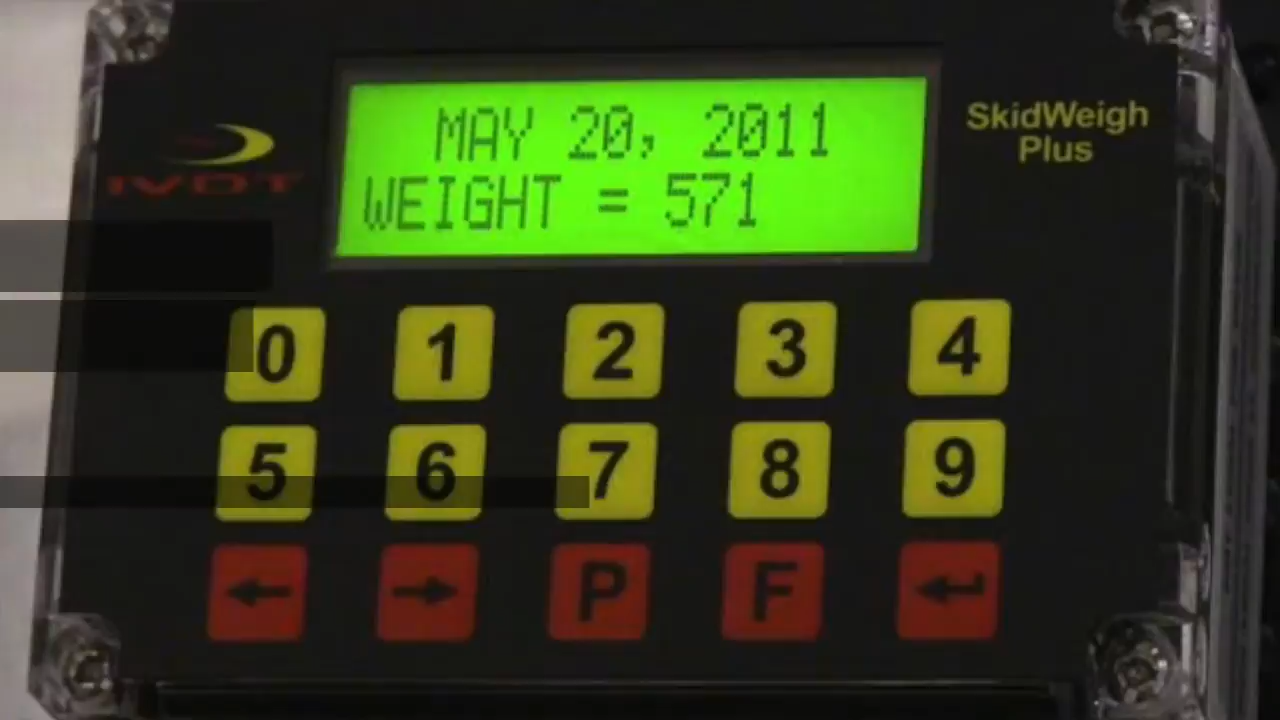 MAY 20, 2011
WEIGHT = 571
IVDT
SkidWeigh
Plus
0 1 2 3 4
5 6 7 8 9
← → P F ↵